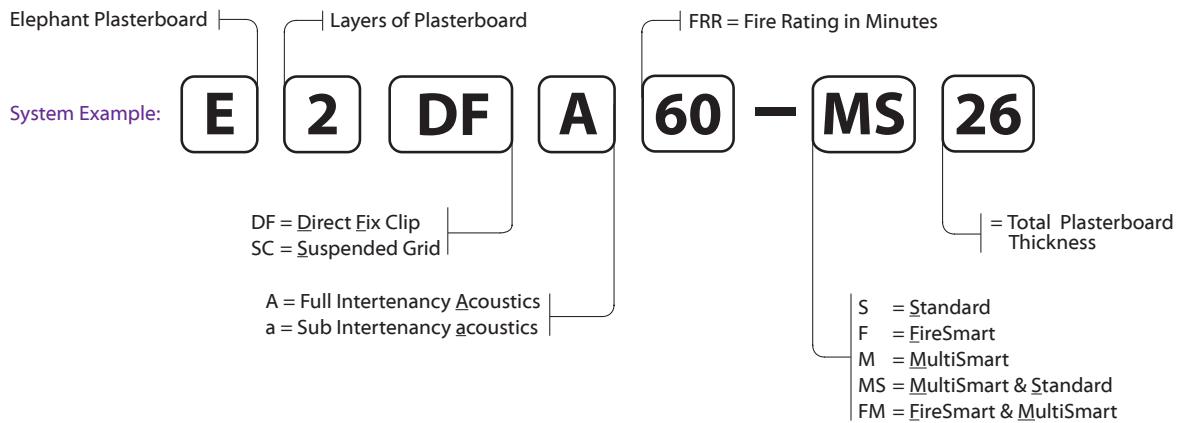 Elephant Plasterboard
Layers of Plasterboard
FRR = Fire Rating in Minutes
System Example: E 2 DF A 60 – MS 26
DF = Direct Fix Clip
SC = Suspended Grid
= Total Plasterboard
Thickness
A = Full Intertenancy Acoustics
a = Sub Intertenancy acoustics
S = Standard
F = FireSmart
M = MultiSmart
MS = MultiSmart & Standard
FM = FireSmart & MultiSmart